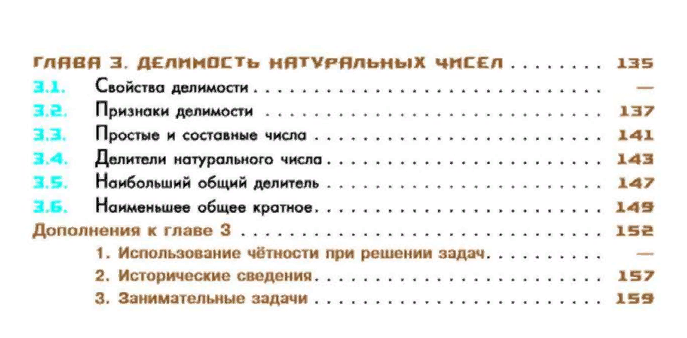 ГЛАВА 3. ДЕЛИМОСТЬ НАТУРАЛЬНЫХ ЧИСЕЛ . . . . . . . . 135
3.1. Свойства делимости . . . . . . . . . . . . . . . . . . . . . . . . . . . . —
3.2. Признаки делимости . . . . . . . . . . . . . . . . . . . . . . . . . . . 137
3.3. Простые и составные числа . . . . . . . . . . . . . . . . . . . . . . . 141
3.4. Делители натурального числа . . . . . . . . . . . . . . . . . . . . . . 143
3.5. Наибольший общий делитель . . . . . . . . . . . . . . . . . . . . . . 147
3.6. Наименьшее общее кратное . . . . . . . . . . . . . . . . . . . . . . . 149
Дополнения к главе 3 . . . . . . . . . . . . . . . . . . . . . . . . . . . . . 152
1. Использование чётности при решении задач . . . . . . . . . —
2. Исторические сведения . . . . . . . . . . . . . . . . . . . . . . . 157
3. Занимательные задачи . . . . . . . . . . . . . . . . . . . . . . . 159